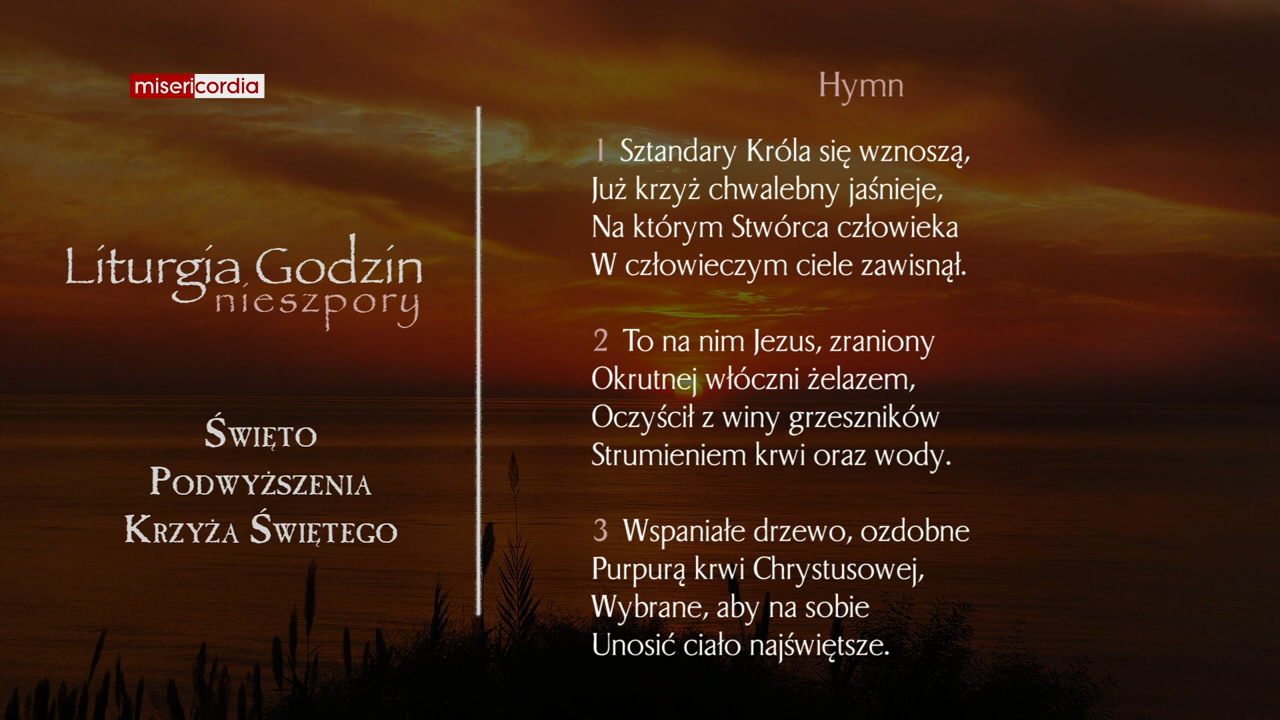 misericordia
Liturgia Godzin
nieszpory
Święto
Podwyższenia
Krzyża Świętego
Hymn
1 Sztandary Króla się wznoszą,
Już krzyż chwalebny jaśnieje,
Na którym Stwórca człowieka
W człowieczym ciele zawisnął.
2 To na nim Jezus, zraniony
Okrutnej włóczni żelazem,
Oczyścił z winy grzeszników
Strumieniem krwi oraz wody.
3 Wspaniałe drzewo, ozdobne
Purpurą krwi Chrystusowej,
Wybrane, aby na sobie
Unosić ciało najświętsze.